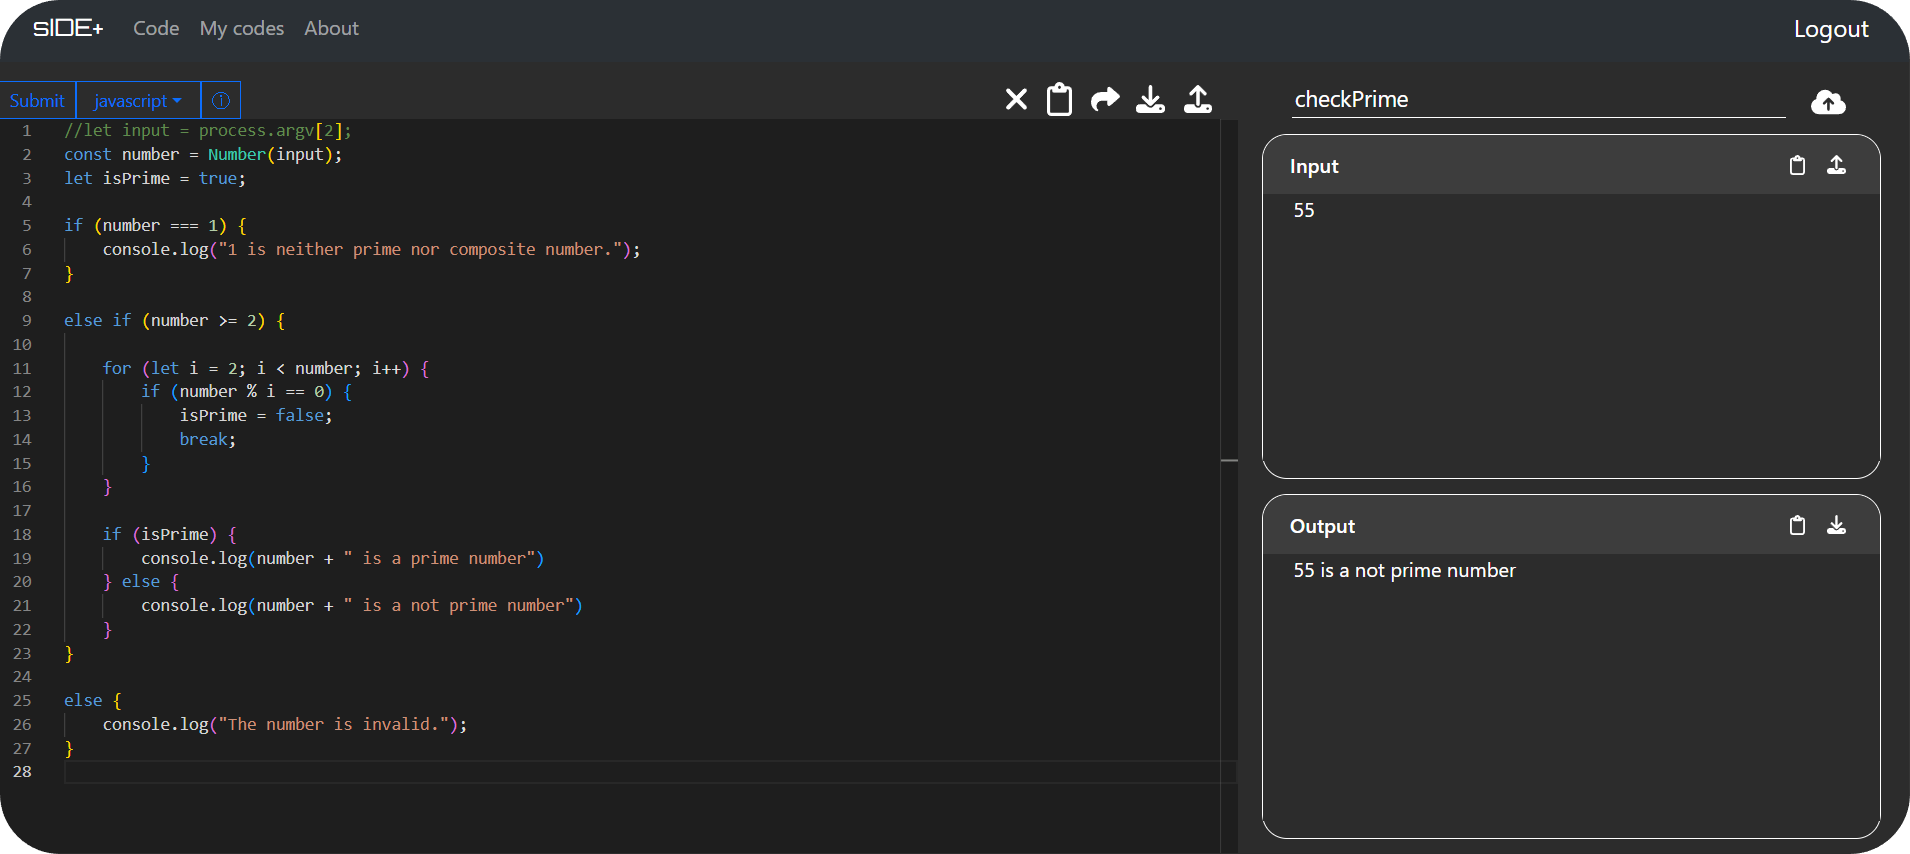 sIDE+ Code My codes About Logout
Submit javascript
checkPrime
1 //let input = process.argv[2];
2 const number = Number(input);
3 let isPrime = true;
4
5 if (number === 1) {
6     console.log("1 is neither prime nor composite number.");
7 }
8
9 else if (number >= 2) {
10
11     for (let i = 2; i < number; i++) {
12         if (number % i == 0) {
13             isPrime = false;
14             break;
15         }
16     }
17
18     if (isPrime) {
19         console.log(number + " is a prime number")
20     } else {
21         console.log(number + " is a not prime number")
22     }
23 }
24
25 else {
26     console.log("The number is invalid.");
27 }
28
Input
55
Output
55 is a not prime number